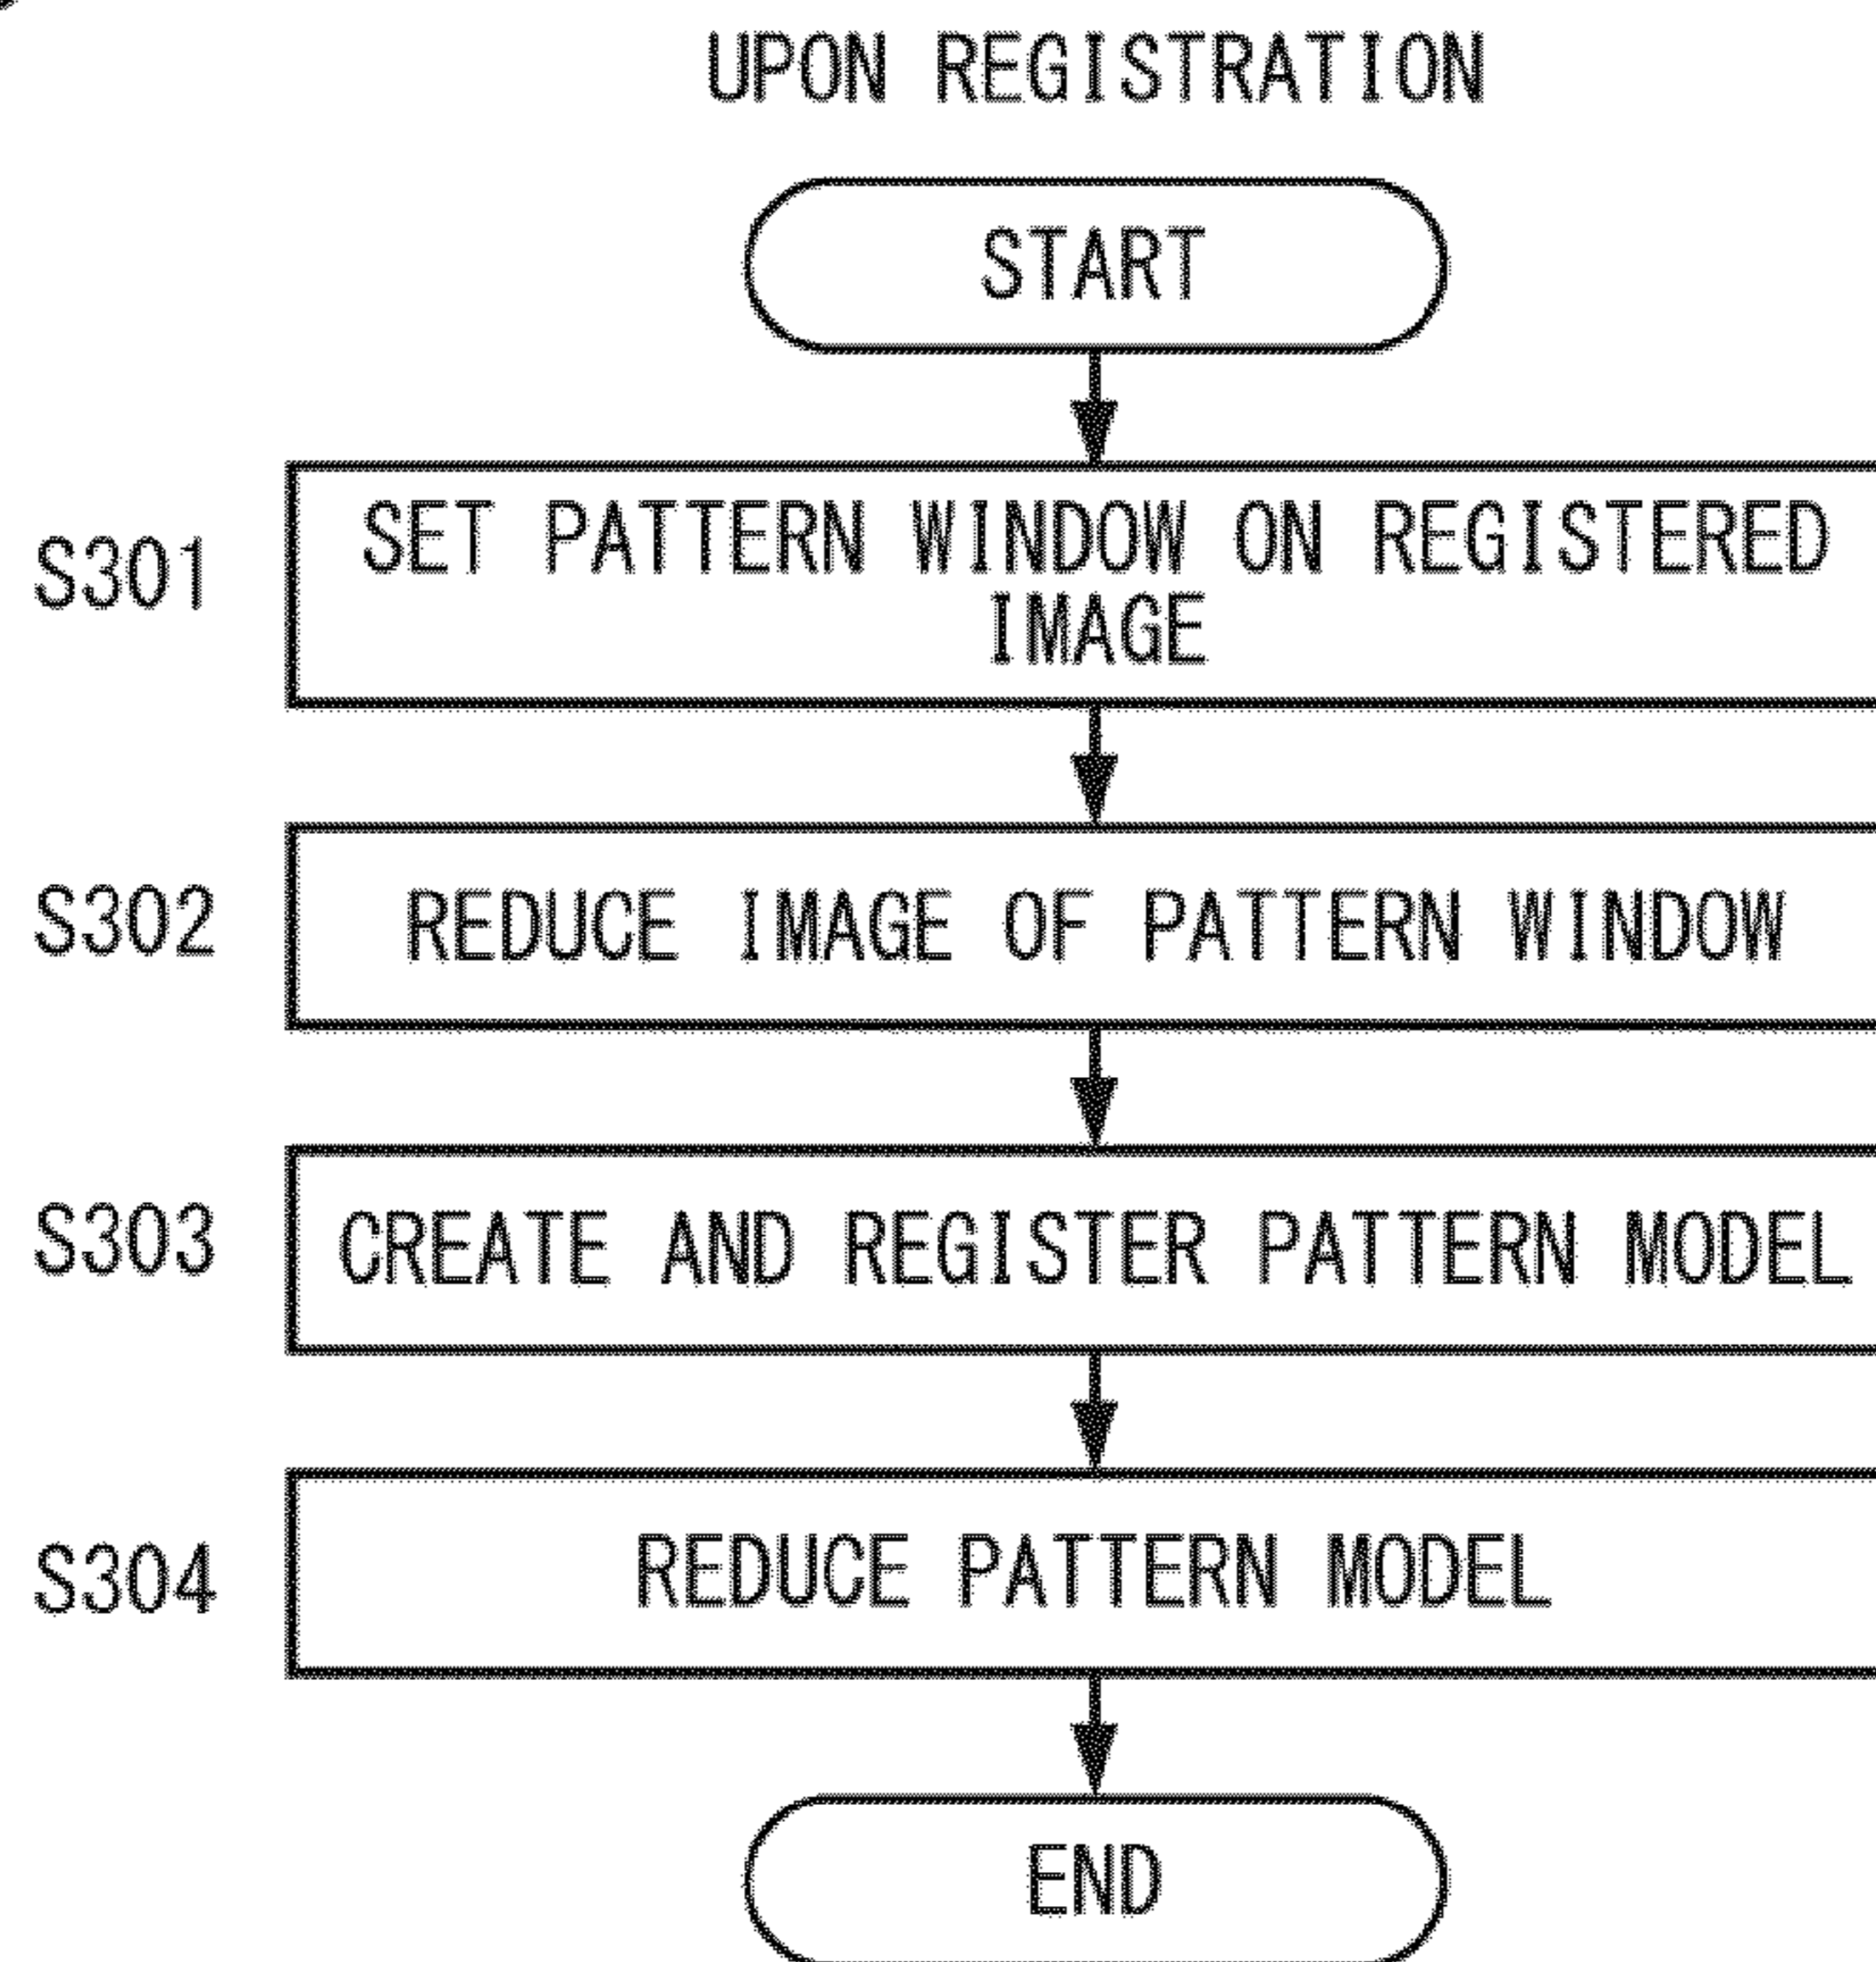 UPON REGISTRATION
START
S301
SET PATTERN WINDOW ON REGISTERED
IMAGE
S302
REDUCE IMAGE OF PATTERN WINDOW
S303
CREATE AND REGISTER PATTERN MODEL
S304
REDUCE PATTERN MODEL
END